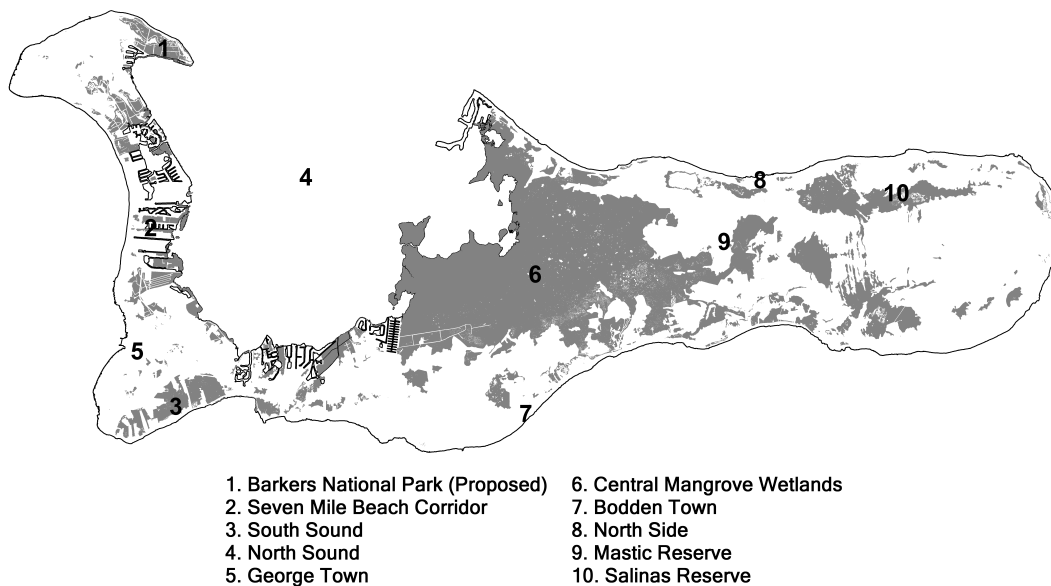 1
4
8
10
2
9
6
5
3
7
1. Barkers National Park (Proposed)
2. Seven Mile Beach Corridor
3. South Sound
4. North Sound
5. George Town
6. Central Mangrove Wetlands
7. Bodden Town
8. North Side
9. Mastic Reserve
10. Salinas Reserve